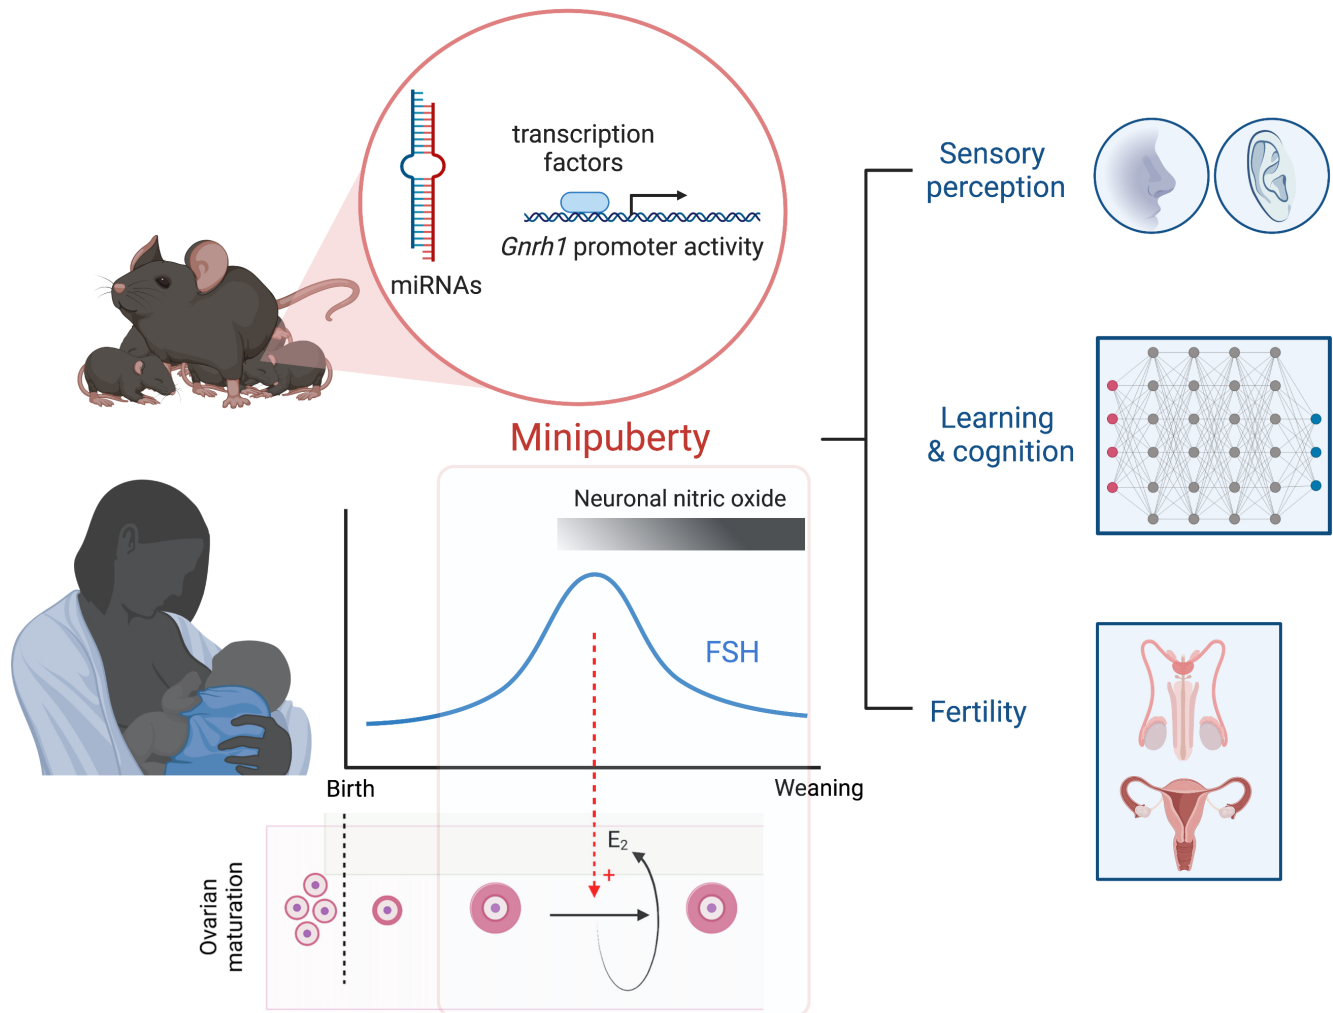 transcription
factors
Gnrh1 promoter activity
miRNAs
Sensory
perception
Minipuberty
Learning
& cognition
Neuronal nitric oxide
FSH
Fertility
Birth
Weaning
E₂
+
Ovarian
maturation